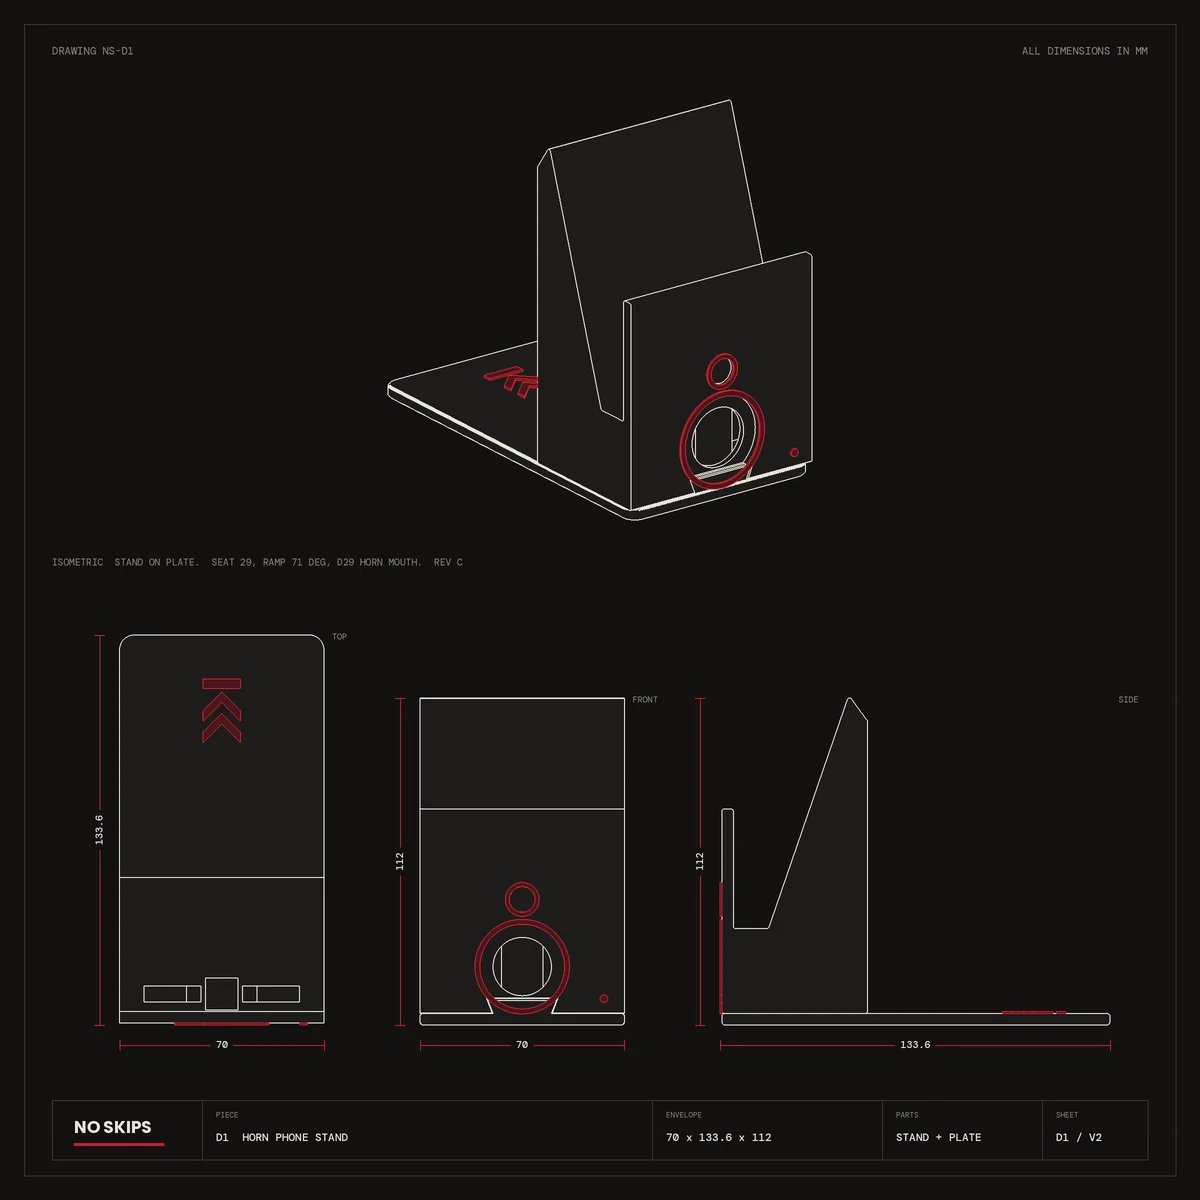 DRAWING NS-D1
ALL DIMENSIONS IN MM
ISOMETRIC STAND ON PLATE. SEAT 29, RAMP 71 DEG, D29 HORN MOUTH. REV C
TOP
FRONT
SIDE
133.6
112
112
70
70
133.6
NO SKIPS
PIECE
D1 HORN PHONE STAND
ENVELOPE
70 x 133.6 x 112
PARTS
STAND + PLATE
SHEET
D1 / V2